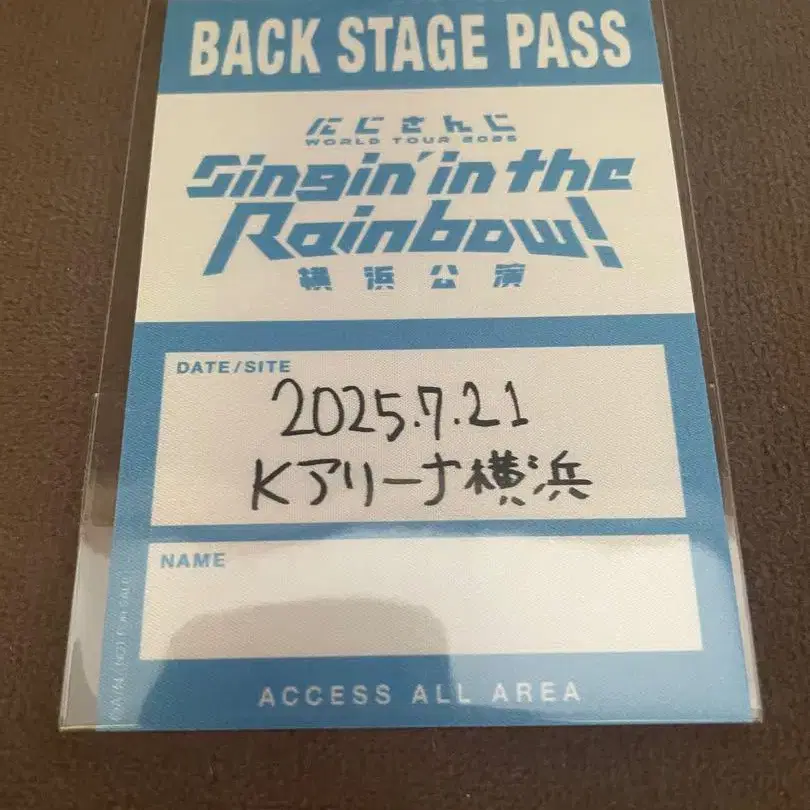 BACK STAGE PASS
にじさんじ
WORLD TOUR 2025
Singin' in the
Rainbow!
横浜公演
DATE/SITE
2025.7.21
Kアリーナ横浜
NAME
ACCESS ALL AREA